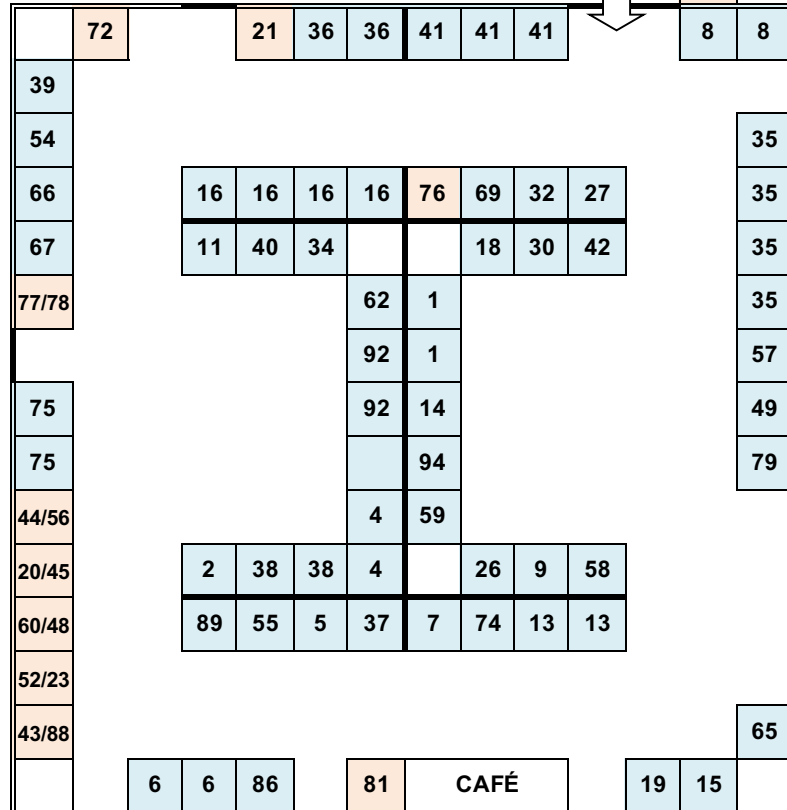 72 21 36 36 41 41 41 8 8
39
54 35
66 16 16 16 16 76 69 32 27 35
67 11 40 34 18 30 42 35
77/78 62 1 35
92 1 57
75 92 14 49
75 94 79
44/56 4 59
20/45 2 38 38 4 26 9 58
60/48 89 55 5 37 7 74 13 13
52/23
43/88 65
6 6 86 81 CAFÉ 19 15